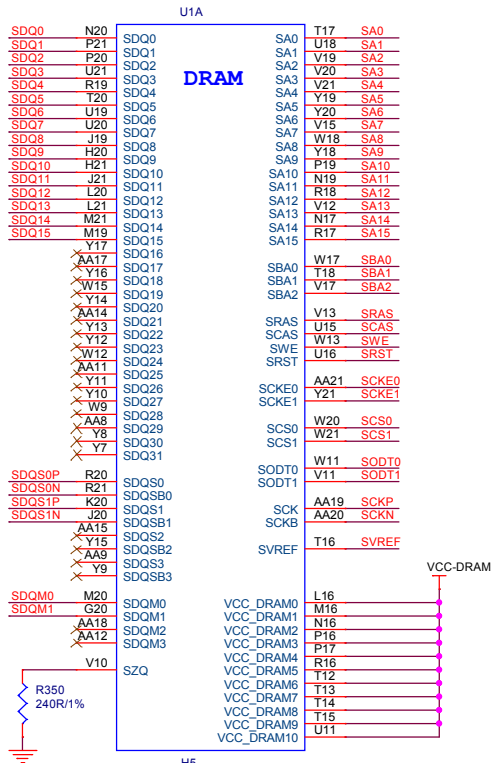 U1A
DRAM
SDQ0 N20 SDQ0 SA0 T17 SA0
SDQ1 P21 SDQ1 SA1 U18 SA1
SDQ2 P20 SDQ2 SA2 V19 SA2
SDQ3 U21 SDQ3 SA3 V20 SA3
SDQ4 R19 SDQ4 SA4 V21 SA4
SDQ5 T20 SDQ5 SA5 Y19 SA5
SDQ6 U19 SDQ6 SA6 Y20 SA6
SDQ7 U20 SDQ7 SA7 V15 SA7
SDQ8 J19 SDQ8 SA8 W18 SA8
SDQ9 H20 SDQ9 SA9 Y18 SA9
SDQ10 H21 SDQ10 SA10 P19 SA10
SDQ11 J21 SDQ11 SA11 N19 SA11
SDQ12 L20 SDQ12 SA12 R18 SA12
SDQ13 L21 SDQ13 SA13 V12 SA13
SDQ14 M21 SDQ14 SA14 N17 SA14
SDQ15 M19 SDQ15 SA15 R17 SA15
Y17 SDQ16
AA17 SDQ17 SBA0 W17 SBA0
Y16 SDQ18 SBA1 T18 SBA1
W15 SDQ19 SBA2 V17 SBA2
Y14 SDQ20
AA14 SDQ21 SRAS V13 SRAS
Y13 SDQ22 SCAS U15 SCAS
Y12 SDQ23 SWE W13 SWE
W12 SDQ24 SRST U16 SRST
AA11 SDQ25
Y11 SDQ26 SCKE0 AA21 SCKE0
Y10 SDQ27 SCKE1 Y21 SCKE1
W9 SDQ28
AA8 SDQ29 SCS0 W20 SCS0
Y8 SDQ30 SCS1 W21 SCS1
Y7 SDQ31
SODT0 W11 SODT0
SDQS0P R20 SDQS0 SODT1 V11 SODT1
SDQS0N R21 SDQSB0
SDQS1P K20 SDQS1 SCK AA19 SCKP
SDQS1N J20 SDQSB1 SCKB AA20 SCKN
AA15 SDQS2
Y15 SDQSB2 SVREF T16 SVREF
AA9 SDQS3
Y9 SDQSB3
VCC-DRAM
SDQM0 M20 SDQM0 VCC_DRAM0 L16
SDQM1 G20 SDQM1 VCC_DRAM1 M16
AA18 SDQM2 VCC_DRAM2 N16
AA12 SDQM3 VCC_DRAM3 P16
VCC_DRAM4 P17
V10 SZQ VCC_DRAM5 R16
VCC_DRAM6 T12
R350 VCC_DRAM7 T13
240R/1% VCC_DRAM8 T14
VCC_DRAM9 T15
VCC_DRAM10 U11
H5